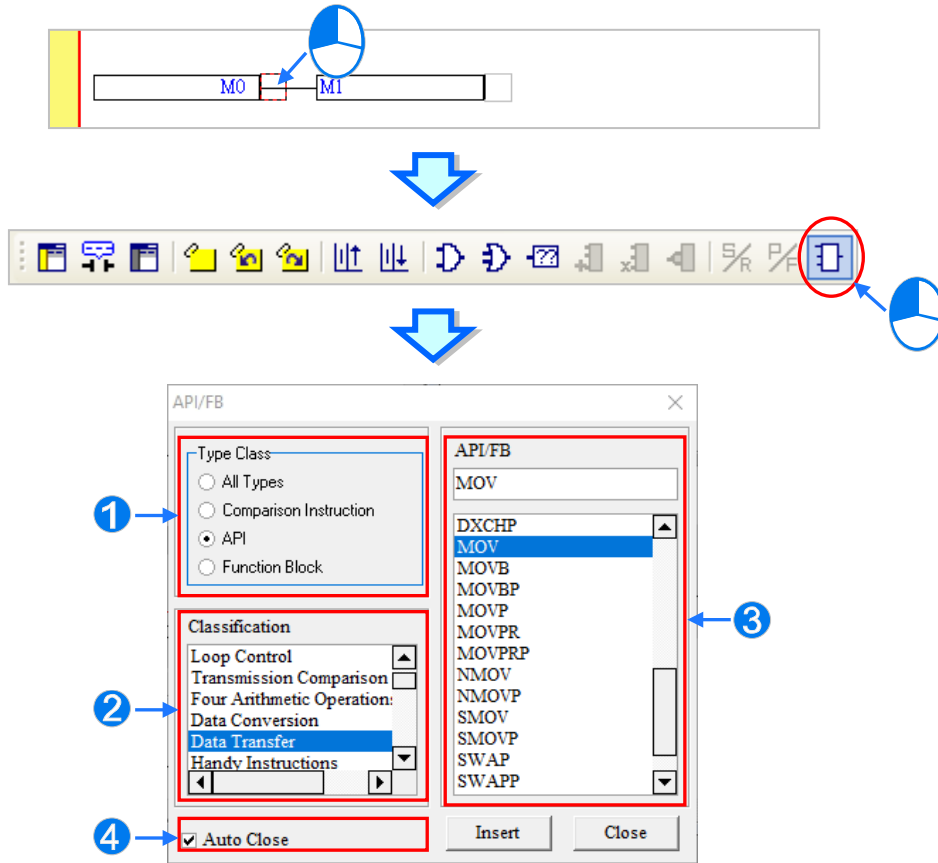 M0 M1
?? S/R P/F
API/FB
Type Class
All Types
Comparison Instruction
API
Function Block
1
Classification
Loop Control
Transmission Comparison
Four Arithmetic Operation
Data Conversion
Data Transfer
Handy Instructions
2
API/FB
MOV
DXCHP
MOV
MOVB
MOVBP
MOVP
MOVPR
MOVPRP
NMOV
NMOVP
SMOV
SMOVP
SWAP
SWAPP
3
4
Auto Close
Insert Close